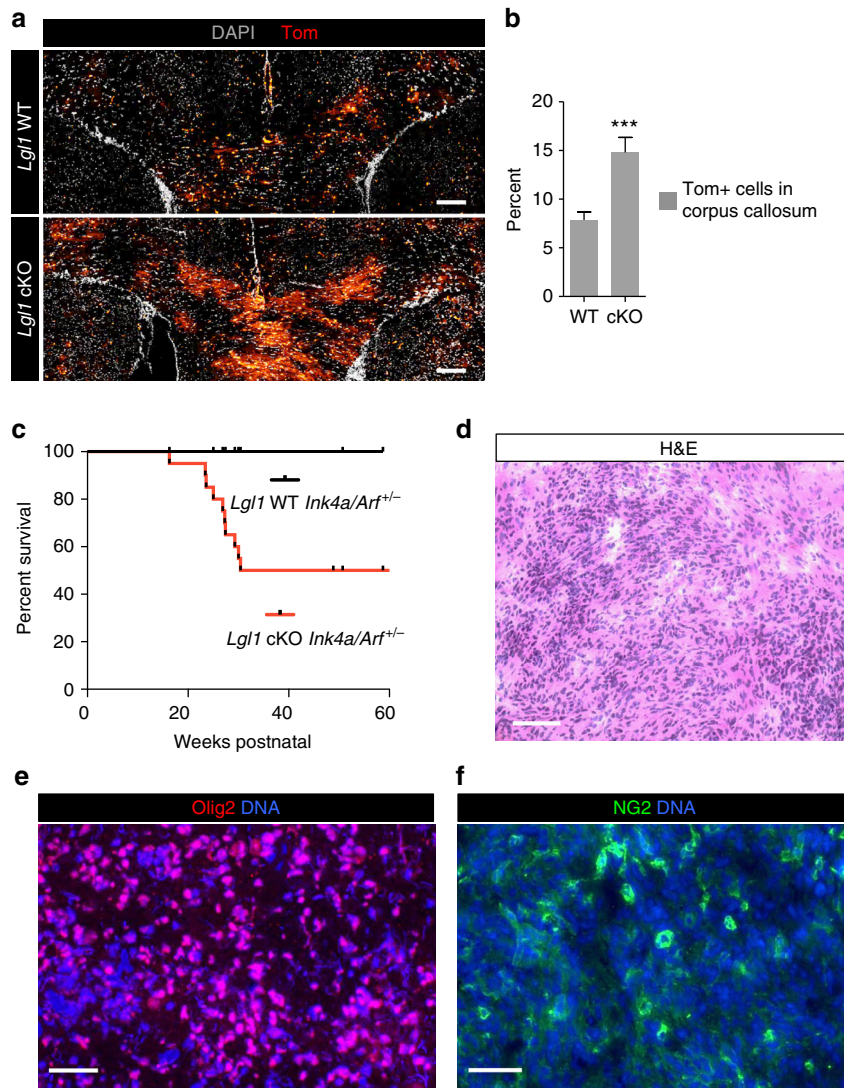 a
DAPI Tom
Lgl1 WT
Lgl1 cKO
b
20
15
10
5
0
Percent
***
WT cKO
Tom+ cells in
corpus callosum
c
100
80
60
40
20
0
Percent survival
Lgl1 WT Ink4a/Arf+/–
Lgl1 cKO Ink4a/Arf+/–
0 20 40 60
Weeks postnatal
d
H&E
e
Olig2 DNA
f
NG2 DNA